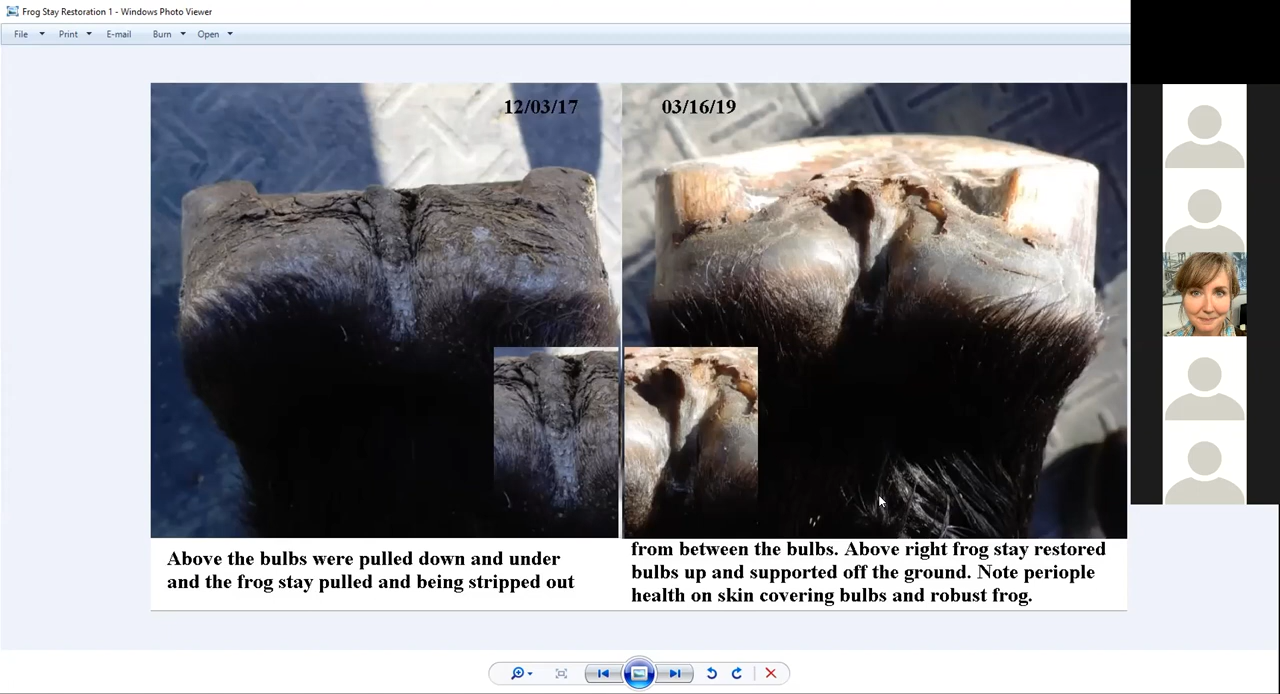 Frog Stay Restoration 1 - Windows Photo Viewer
File Print E-mail Burn Open
12/03/17
03/16/19
Above the bulbs were pulled down and under
and the frog stay pulled and being stripped out
from between the bulbs. Above right frog stay restored
bulbs up and supported off the ground. Note periople
health on skin covering bulbs and robust frog.